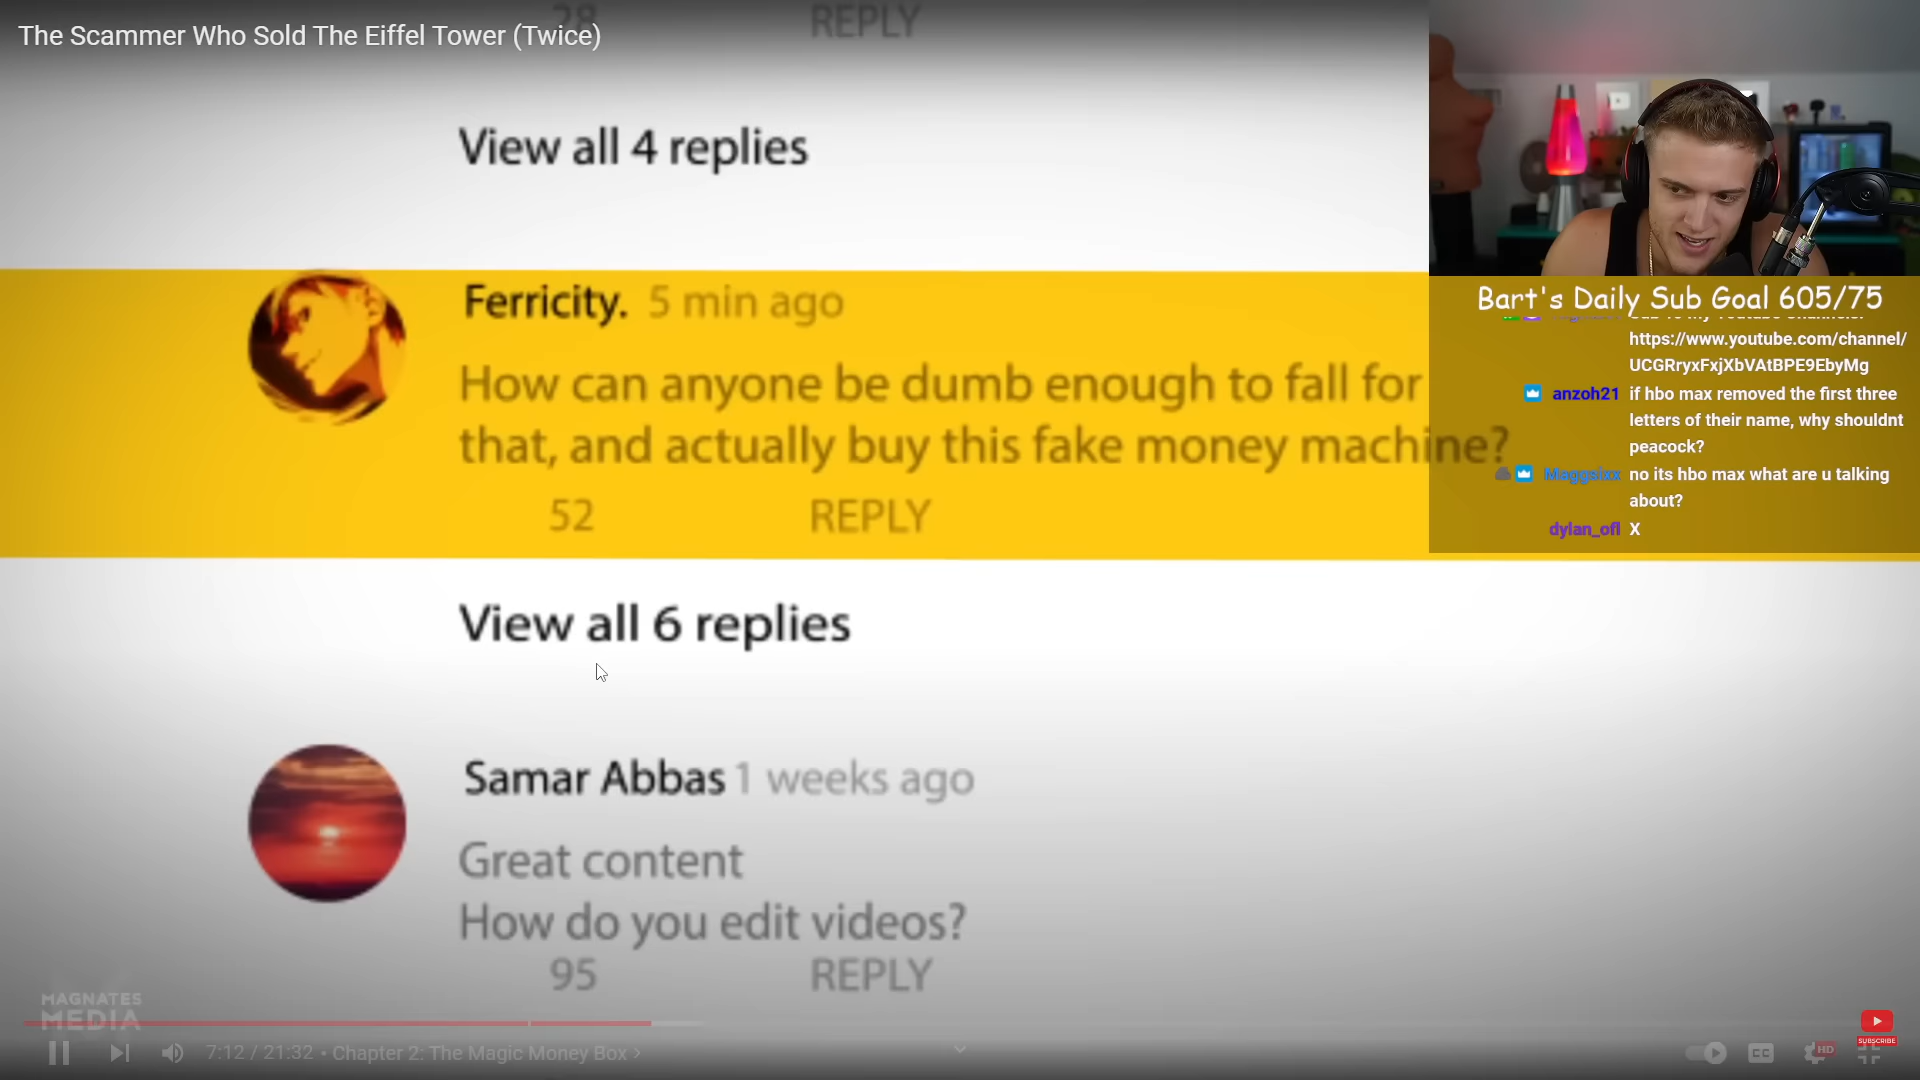 28
REPLY
The Scammer Who Sold The Eiffel Tower (Twice)
View all 4 replies
Ferricity. 5 min ago
How can anyone be dumb enough to fall for
that, and actually buy this fake money machine?
52 REPLY
View all 6 replies
Samar Abbas 1 weeks ago
Great content
How do you edit videos?
95 REPLY
MAGNATES
MEDIA
7:12 / 21:32 • Chapter 2: The Magic Money Box >
CC
HD
SUBSCRIBE
Bart's Daily Sub Goal 605/75
https://www.youtube.com/channel/
UCGRryxFxjXbVAtBPE9EbyMg
anzoh21 if hbo max removed the first three
letters of their name, why shouldnt
peacock?
Maggsizx no its hbo max what are u talking
about?
dylan_ofl X